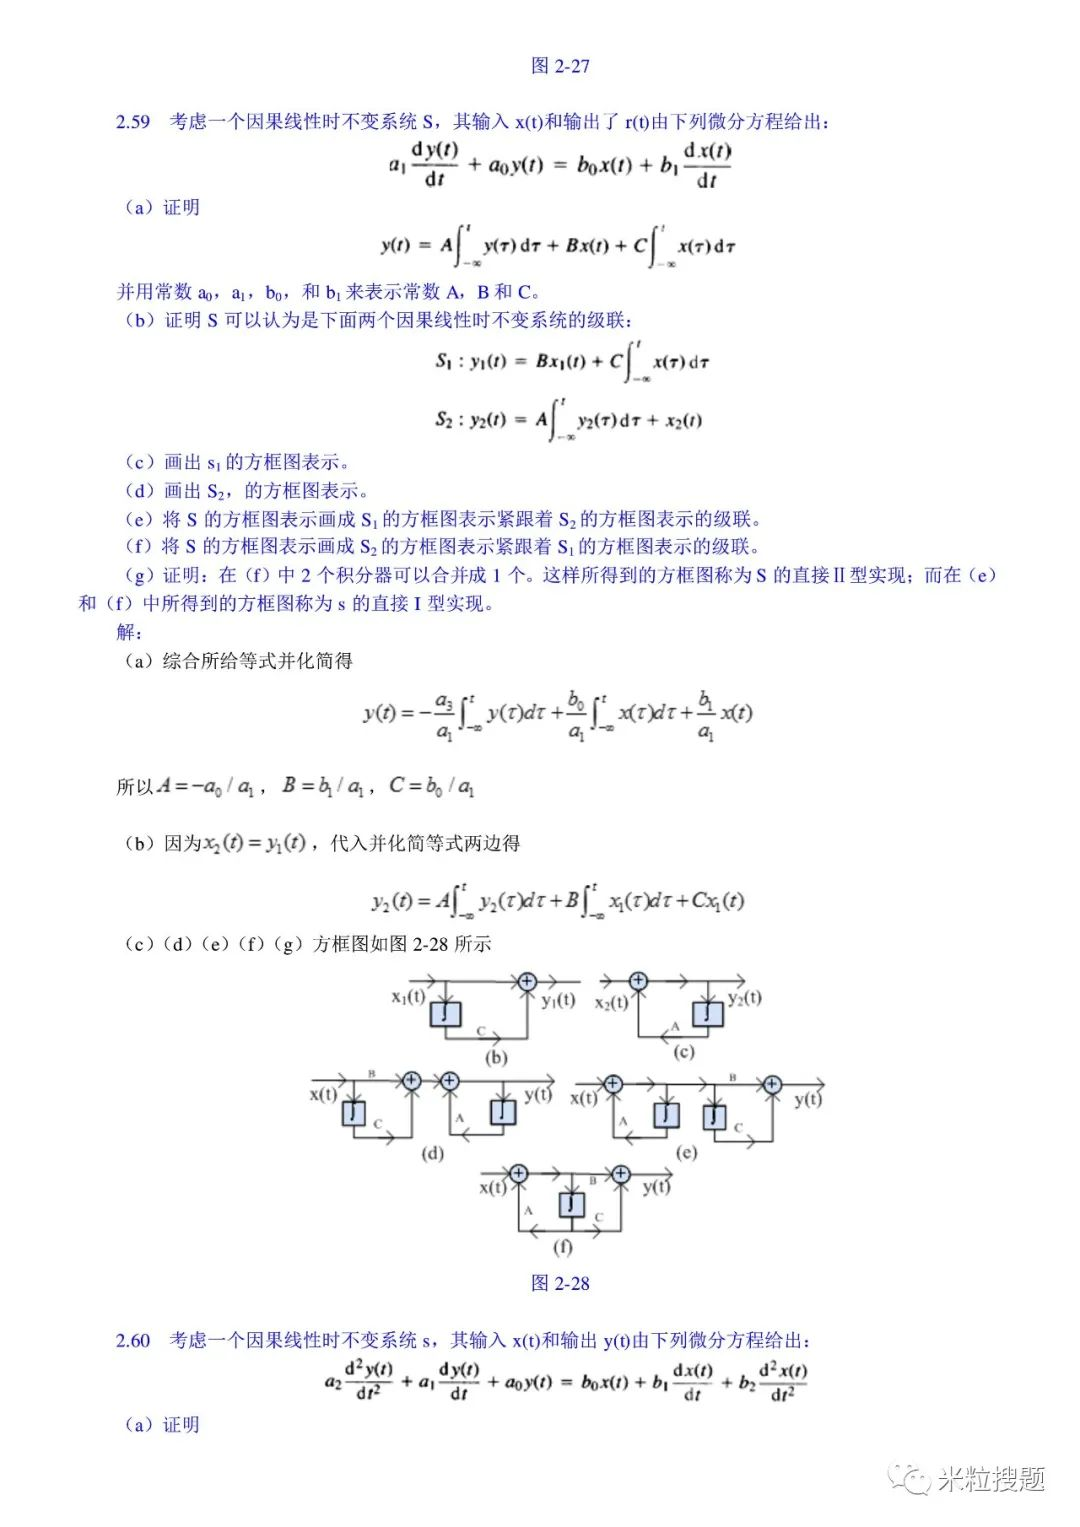 图 2-27
2.59 考虑一个因果线性时不变系统 S，其输入 x(t)和输出了 r(t)由下列微分方程给出：
a₁ dy(t)/dt + a₀y(t) = b₀x(t) + b₁ dx(t)/dt
（a）证明
y(t) = A∫_{-∞}^{t} y(τ)dτ + Bx(t) + C∫_{-∞}^{t} x(τ)dτ
并用常数 a₀，a₁，b₀，和 b₁来表示常数 A，B 和 C。
（b）证明 S 可以认为是下面两个因果线性时不变系统的级联：
S₁ : y₁(t) = Bx₁(t) + C∫_{-∞}^{t} x(τ)dτ
S₂ : y₂(t) = A∫_{-∞}^{t} y₂(τ)dτ + x₂(t)
（c）画出 s₁ 的方框图表示。
（d）画出 S₂，的方框图表示。
（e）将 S 的方框图表示画成 S₁ 的方框图表示紧跟着 S₂ 的方框图表示的级联。
（f）将 S 的方框图表示画成 S₂ 的方框图表示紧跟着 S₁ 的方框图表示的级联。
（g）证明：在（f）中 2 个积分器可以合并成 1 个。这样所得到的方框图称为 S 的直接Ⅱ型实现；而在（e）
和（f）中所得到的方框图称为 s 的直接 I 型实现。
解：
（a）综合所给等式并化简得
y(t) = −a₃/a₁ ∫_{-∞}^{t} y(τ)dτ + b₀/a₁ ∫_{-∞}^{t} x(τ)dτ + b₁/a₁ x(t)
所以 A = −a₀ / a₁， B = b₁ / a₁， C = b₀ / a₁
（b）因为 x₂(t) = y₁(t)，代入并化简等式两边得
y₂(t) = A∫_{-∞}^{t} y₂(τ)dτ + B∫_{-∞}^{t} x₁(τ)dτ + Cx₁(t)
（c）（d）（e）（f）（g）方框图如图 2-28 所示
x₁(t) ∫ C + y₁(t)
(b)
x₂(t) + A ∫ y₂(t)
(c)
x(t) B ∫ C + + A ∫ y(t)
(d)
x(t) + A ∫ B ∫ C + y(t)
(e)
x(t) + A ∫ B C + y(t)
(f)
图 2-28
2.60 考虑一个因果线性时不变系统 s，其输入 x(t)和输出 y(t)由下列微分方程给出：
a₂ d²y(t)/dt² + a₁ dy(t)/dt + a₀y(t) = b₀x(t) + b₁ dx(t)/dt + b₂ d²x(t)/dt²
（a）证明
米粒搜题